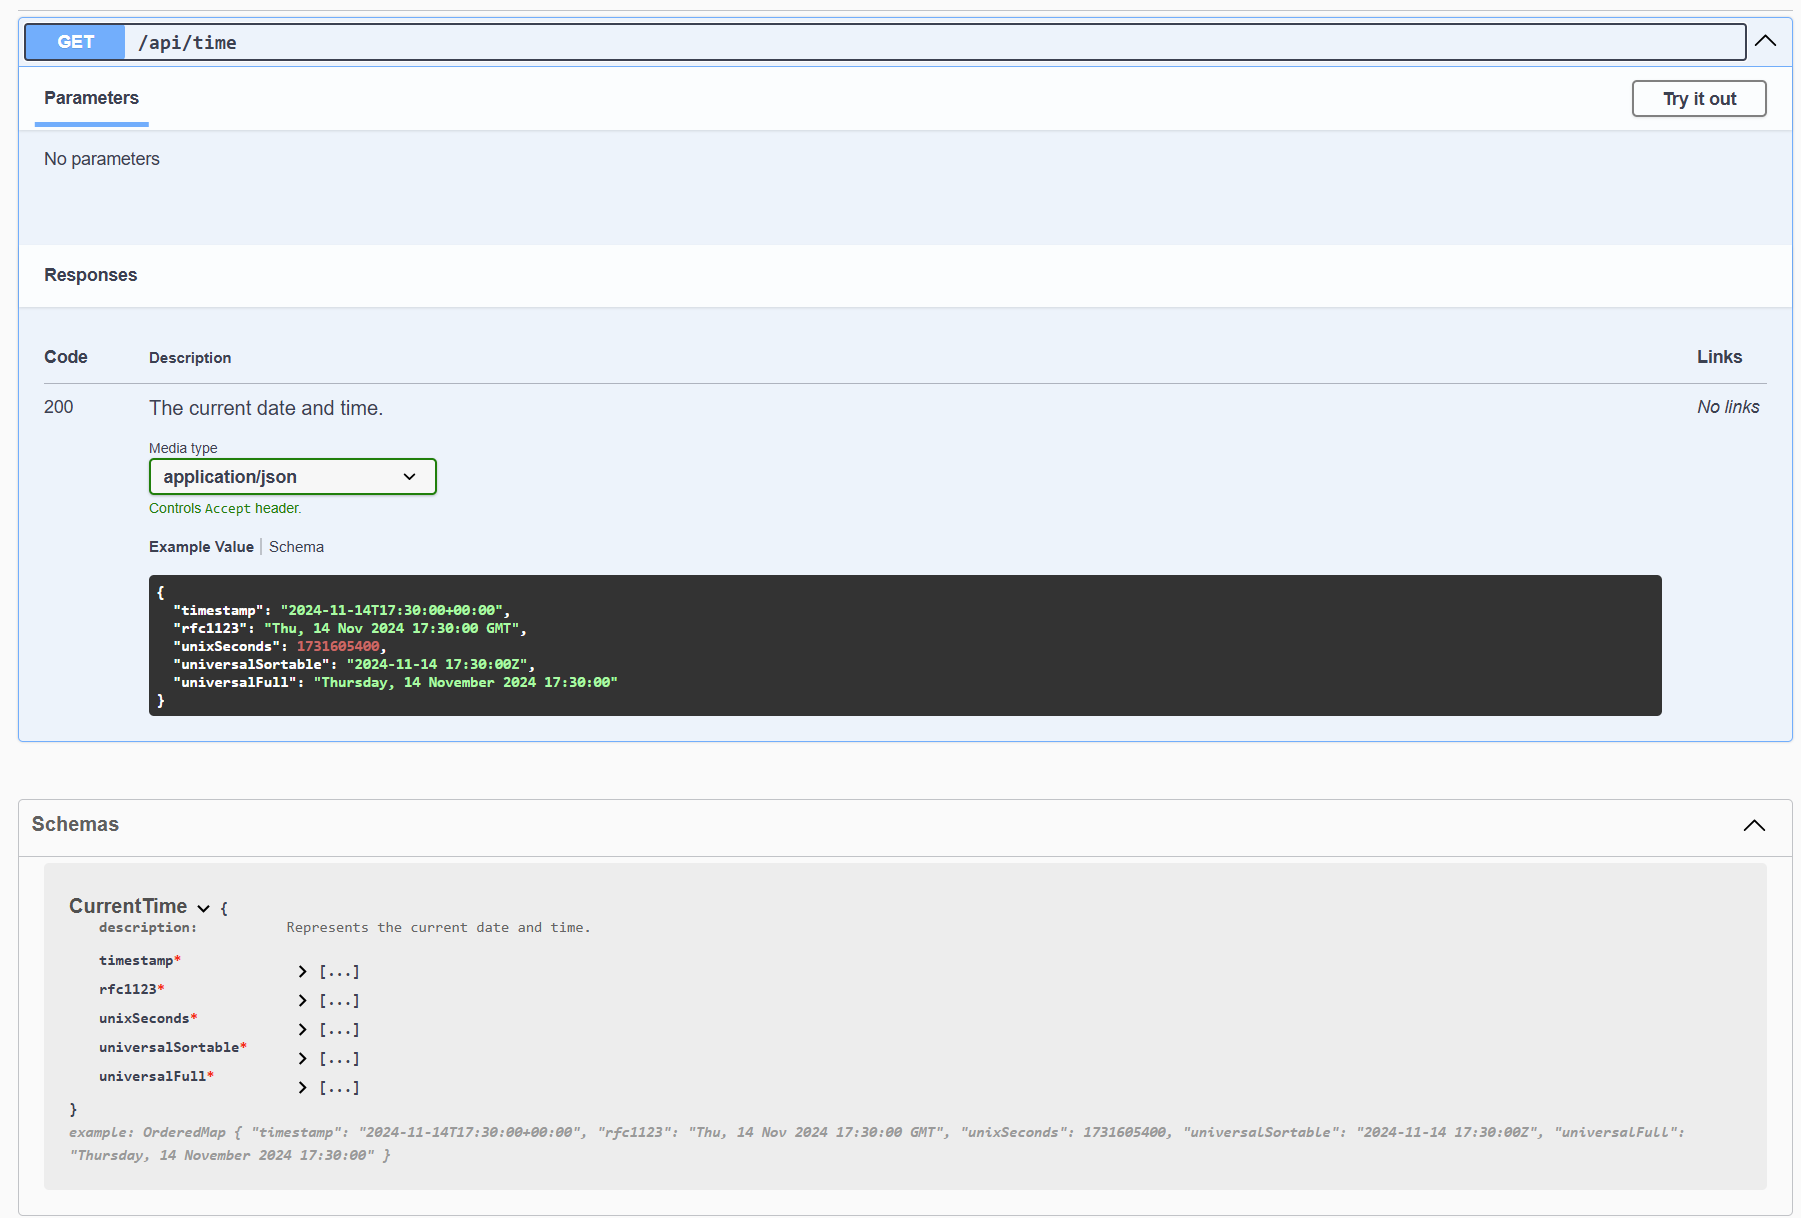 GET /api/time
Parameters
Try it out
No parameters
Responses
Code Description Links
200 The current date and time. No links
Media type
application/json
Controls Accept header.
Example Value | Schema
{
"timestamp": "2024-11-14T17:30:00+00:00",
"rfc1123": "Thu, 14 Nov 2024 17:30:00 GMT",
"unixSeconds": 1731605400,
"universalSortable": "2024-11-14 17:30:00Z",
"universalFull": "Thursday, 14 November 2024 17:30:00"
}
Schemas
CurrentTime {
description: Represents the current date and time.
timestamp* [...]
rfc1123* [...]
unixSeconds* [...]
universalSortable* [...]
universalFull* [...]
}
example: OrderedMap { "timestamp": "2024-11-14T17:30:00+00:00", "rfc1123": "Thu, 14 Nov 2024 17:30:00 GMT", "unixSeconds": 1731605400, "universalSortable": "2024-11-14 17:30:00Z", "universalFull":
"Thursday, 14 November 2024 17:30:00" }